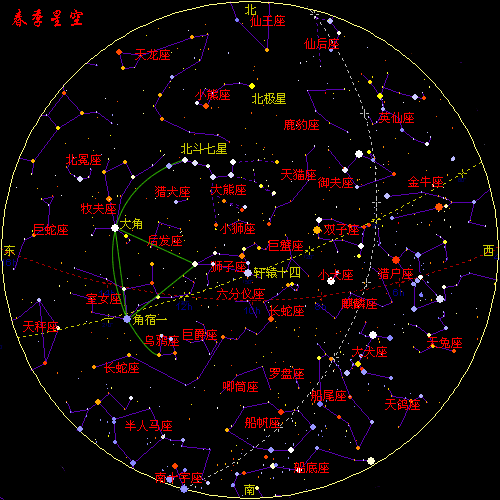 春季星空
北
仙王座
仙后座
天龙座
小熊座
北极星
鹿豹座
英仙座
北斗七星
北冕座
猎犬座
大熊座
天猫座
御夫座
金牛座
牧夫座
大角
小狮座
双子座
巨蛇座
后发座
巨蟹座
东
西
狮子座
轩辕十四
小犬座
猎户座
室女座
六分仪座
麒麟座
天秤座
角宿一
长蛇座
乌鸦座
巨爵座
大犬座
天兔座
长蛇座
唧筒座
罗盘座
船尾座
天鸽座
半人马座
船帆座
南十字座
船底座
南